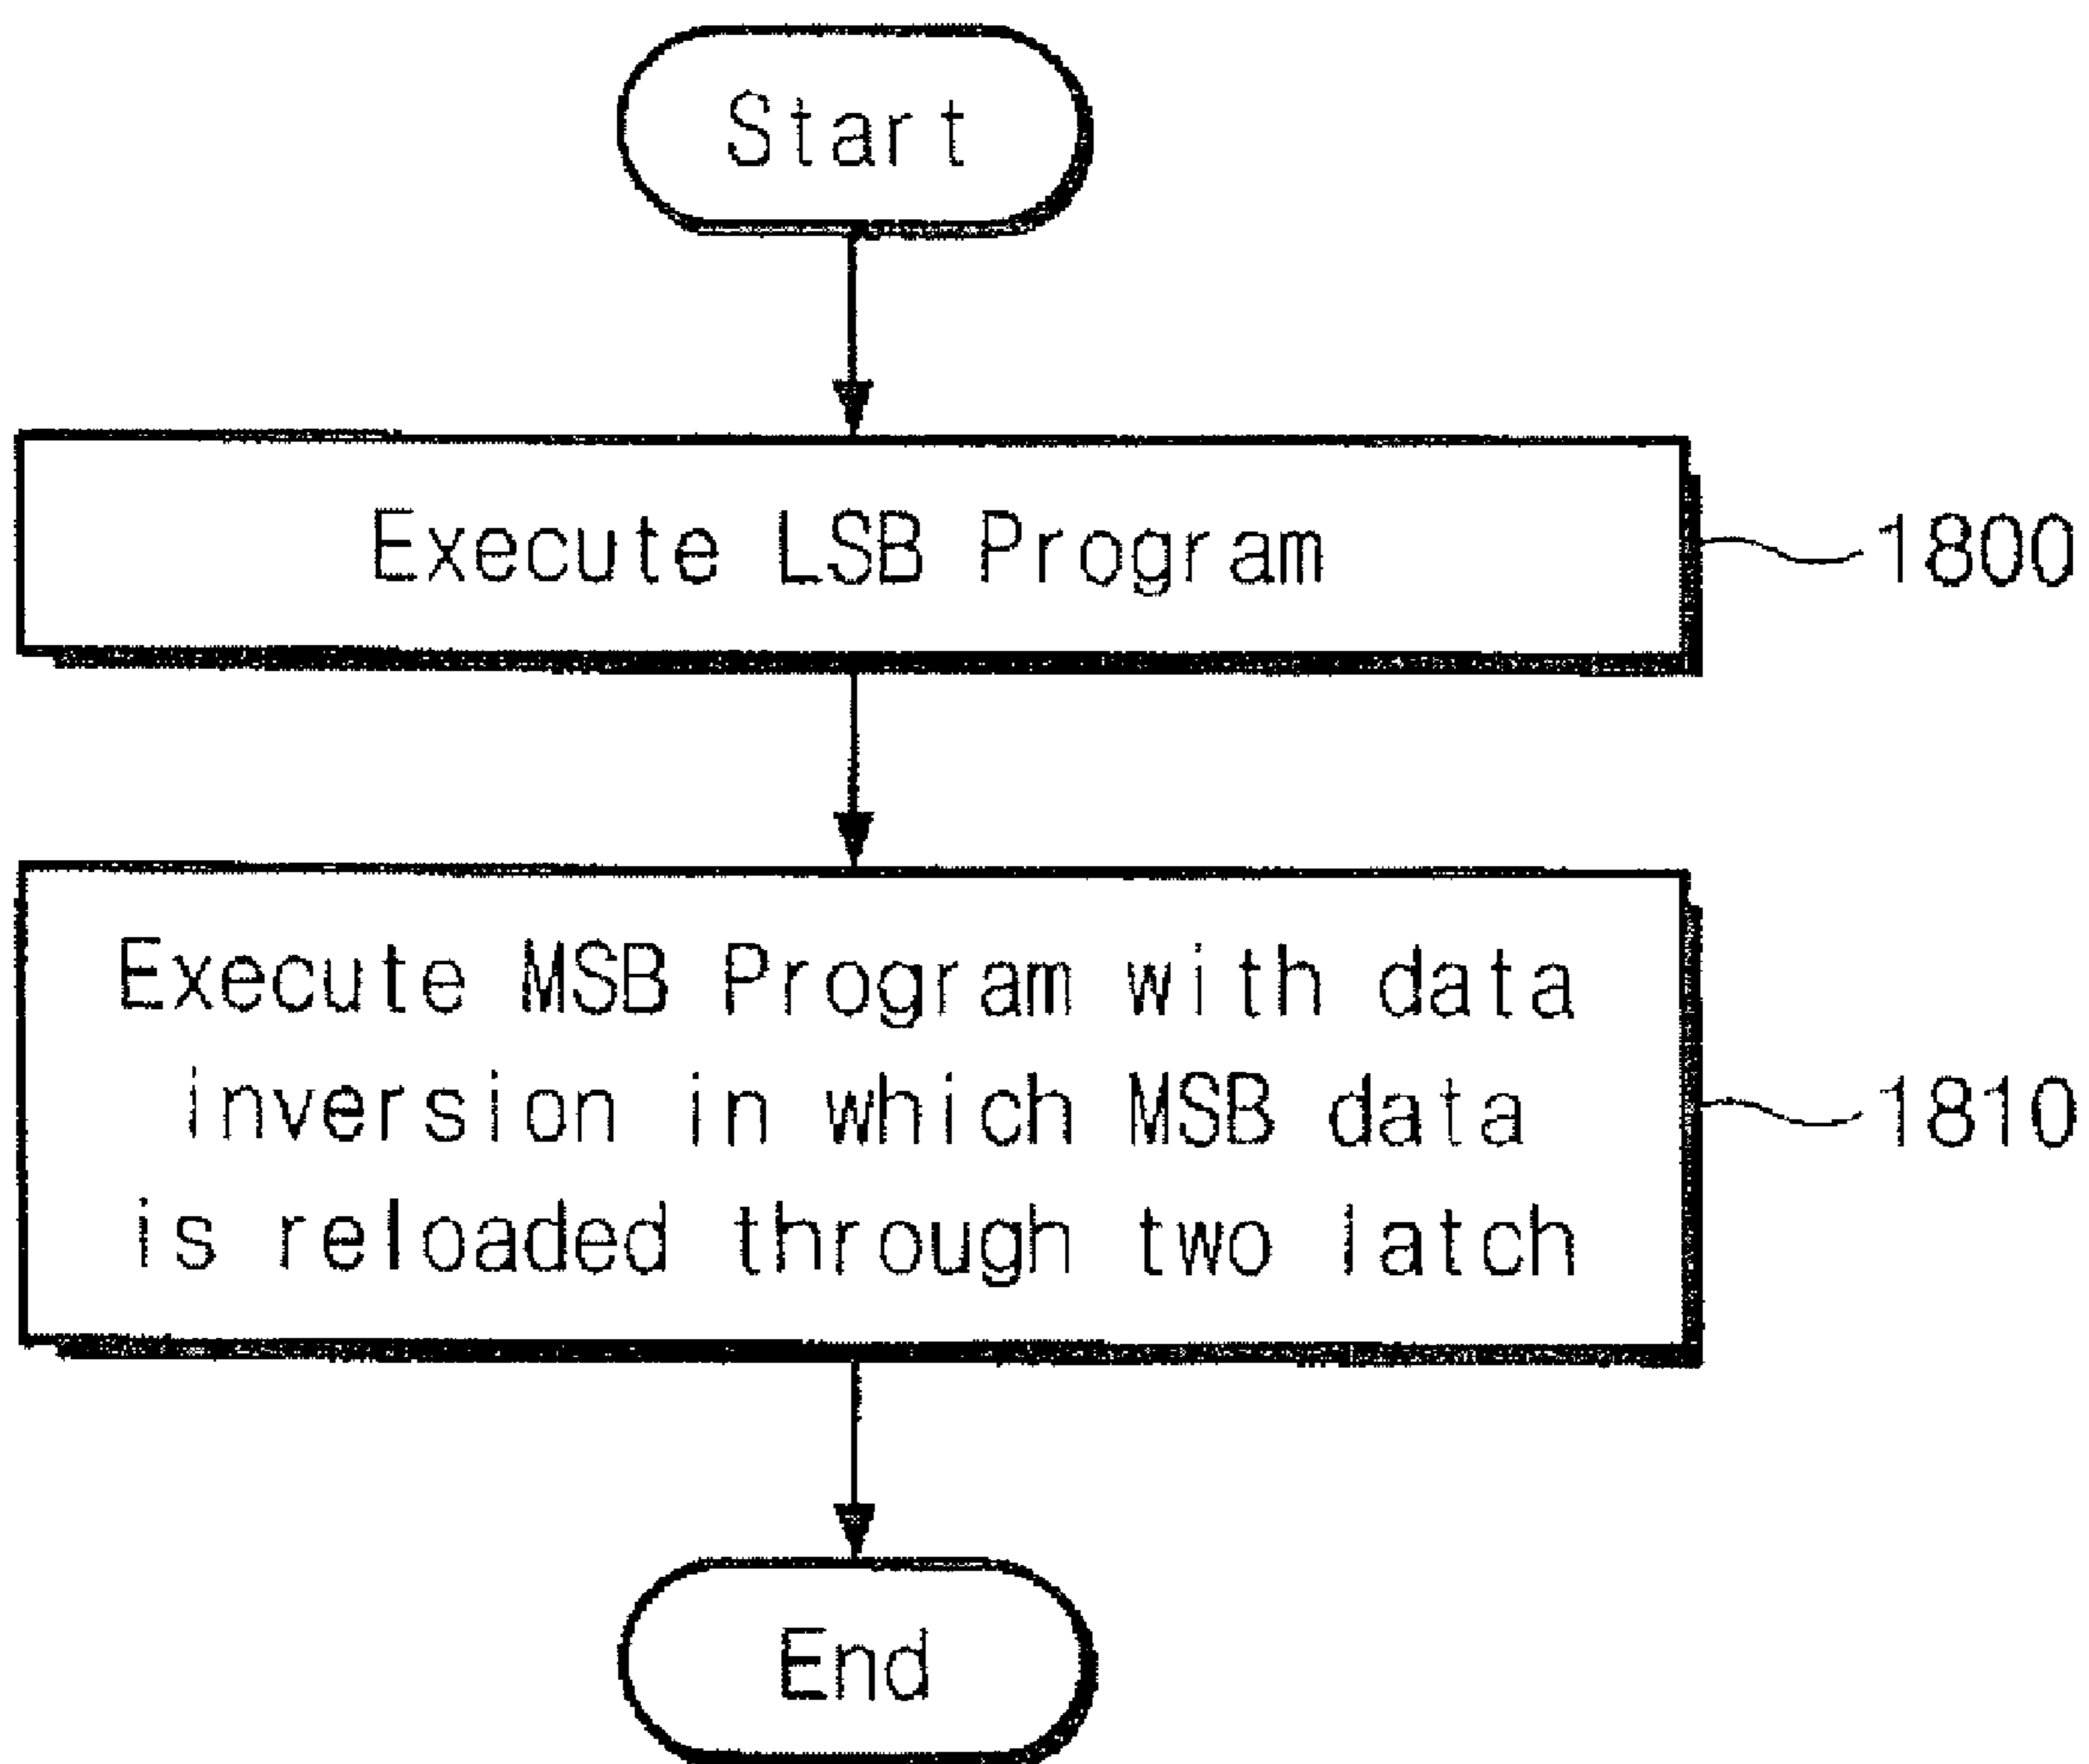 Start
Execute LSB Program
1800
Execute MSB Program with data
inversion in which MSB data
is reloaded through two latch
1810
End